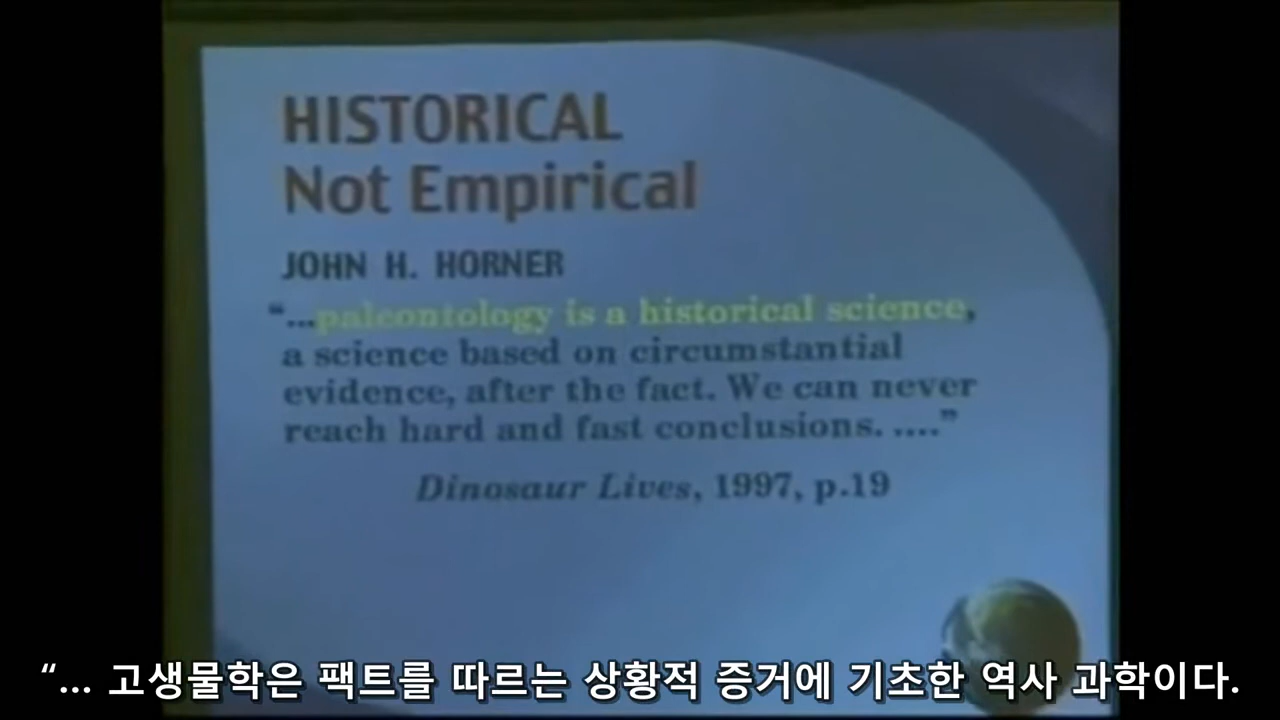 HISTORICAL
Not Empirical
JOHN H. HORNER
“...paleontology is a historical science,
a science based on circumstantial
evidence, after the fact. We can never
reach hard and fast conclusions. ....”
Dinosaur Lives, 1997, p.19
“... 고생물학은 팩트를 따르는 상황적 증거에 기초한 역사 과학이다.